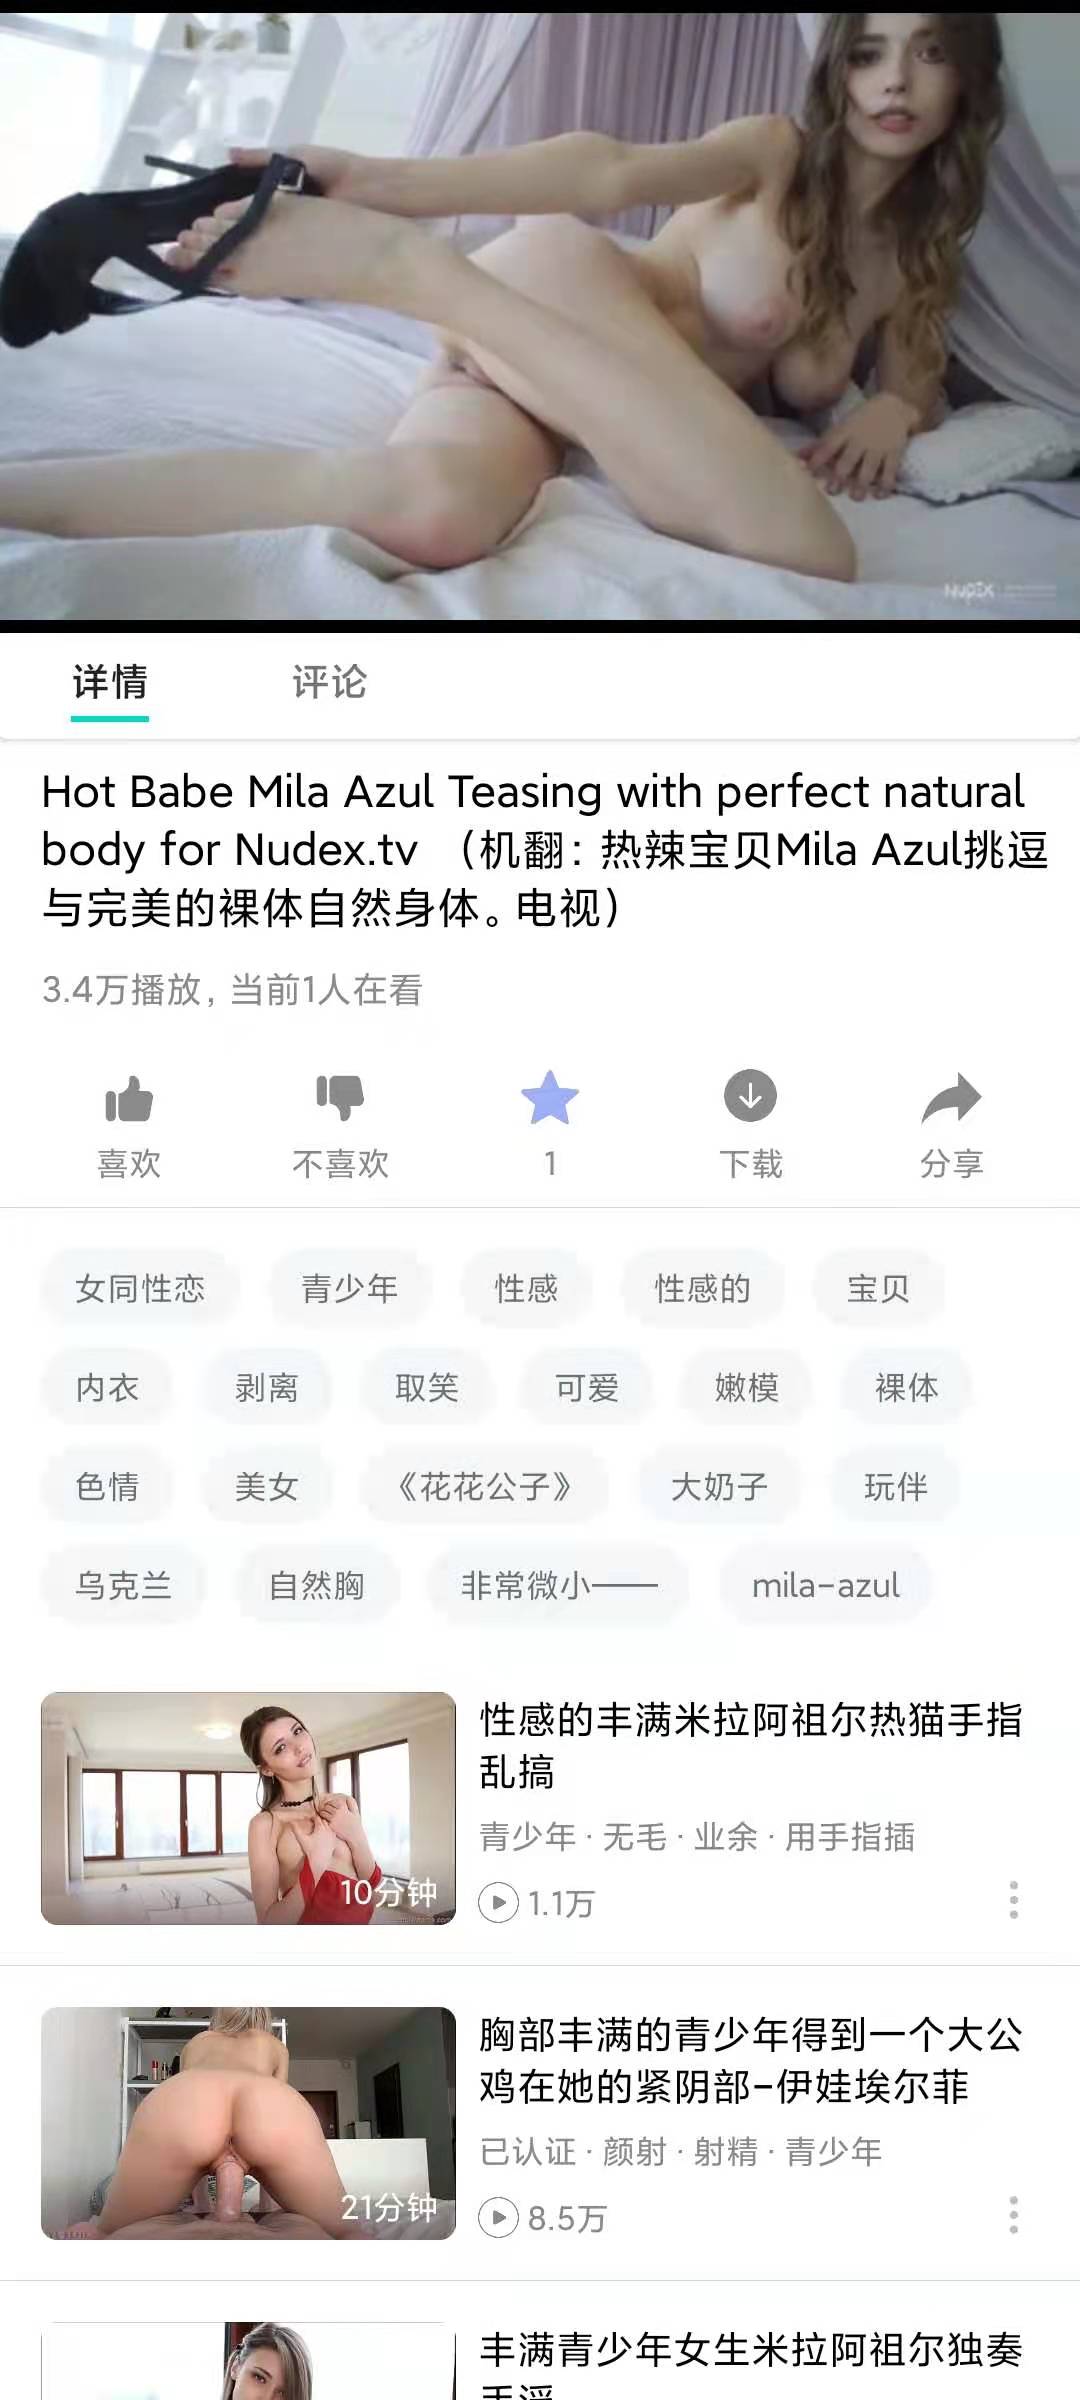 NUDEX
详情 评论
Hot Babe Mila Azul Teasing with perfect natural
body for Nudex.tv （机翻：热辣宝贝Mila Azul挑逗
与完美的裸体自然身体。电视）
3.4万播放，当前1人在看
喜欢 不喜欢 1 下载 分享
女同性恋 青少年 性感 性感的 宝贝
内衣 剥离 取笑 可爱 嫩模 裸体
色情 美女 《花花公子》 大奶子 玩伴
乌克兰 自然胸 非常微小—— mila-azul
性感的丰满米拉阿祖尔热猫手指
乱搞
青少年 · 无毛 · 业余 · 用手指插
10分钟
1.1万
胸部丰满的青少年得到一个大公
鸡在她的紧阴部-伊娃埃尔菲
已认证 · 颜射 · 射精 · 青少年
21分钟
8.5万
丰满青少年女生米拉阿祖尔独奏
手淫